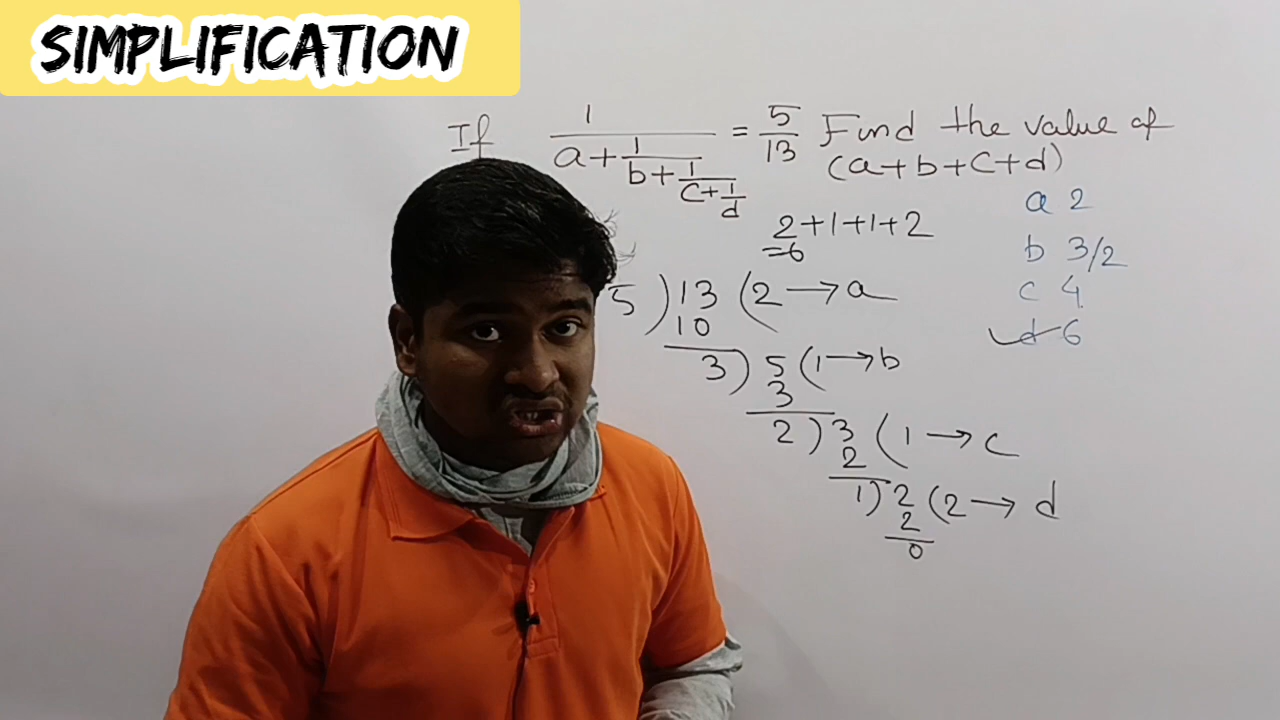 SIMPLIFICATION
If 1/(a+1/(b+1/(c+1/d))) = 5/13 Find the value of
(a+b+c+d)
a 2
2+1+1+2
=6
b 3/2
5 ) 13 ( 2 → a
c 4
10
d 6
3 ) 5 ( 1 → b
3
2 ) 3 ( 1 → c
2
1 ) 2 ( 2 → d
2
0